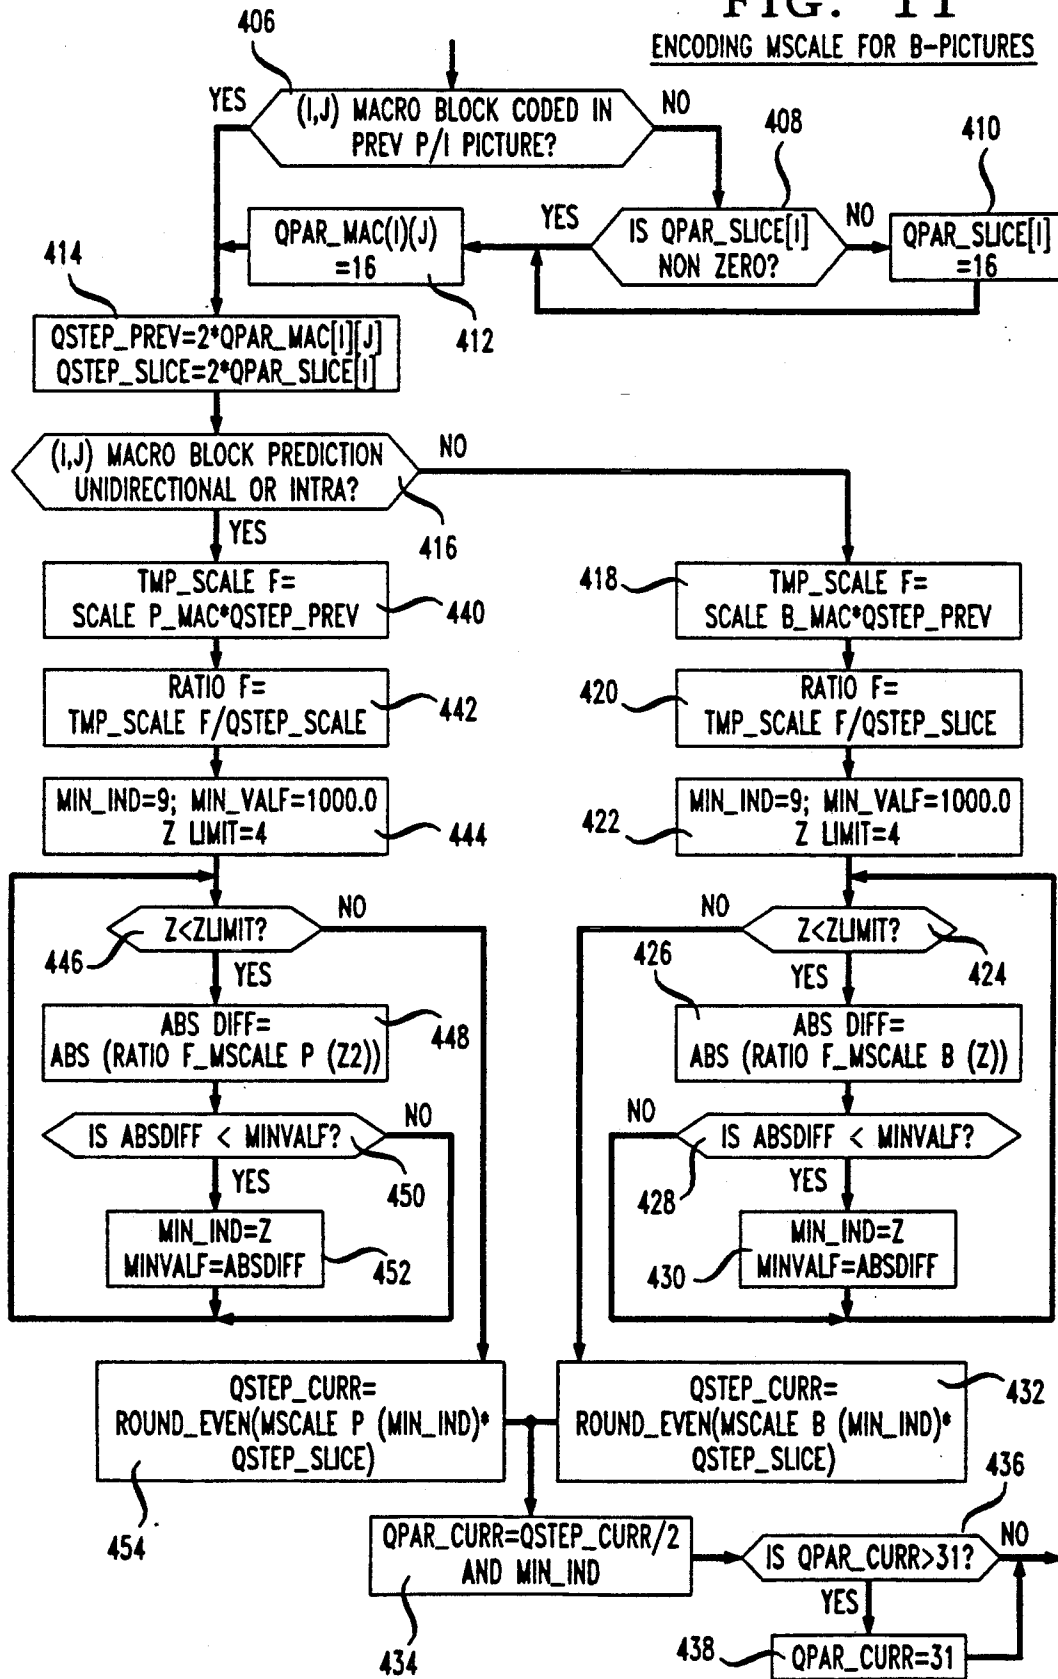 FIG. 11
ENCODING MSCALE FOR B-PICTURES
406
YES
(I,J) MACRO BLOCK CODED IN
PREV P/I PICTURE?
NO
408
410
YES
IS QPAR_SLICE[I]
NON ZERO?
NO
QPAR_SLICE[I]
=16
QPAR_MAC(I)(J)
=16
412
414
QSTEP_PREV=2*QPAR_MAC[I][J]
QSTEP_SLICE=2*QPAR_SLICE[I]
(I,J) MACRO BLOCK PREDICTION
UNIDIRECTIONAL OR INTRA?
NO
416
YES
TMP_SCALE F=
SCALE P_MAC*QSTEP_PREV
440
418
TMP_SCALE F=
SCALE B_MAC*QSTEP_PREV
RATIO F=
TMP_SCALE F/QSTEP_SCALE
442
420
RATIO F=
TMP_SCALE F/QSTEP_SLICE
MIN_IND=9; MIN_VALF=1000.0
Z LIMIT=4
444
422
MIN_IND=9; MIN_VALF=1000.0
Z LIMIT=4
Z<ZLIMIT?
NO
446
YES
NO
Z<ZLIMIT?
424
426
YES
ABS DIFF=
ABS (RATIO F_MSCALE P (Z2))
448
ABS DIFF=
ABS (RATIO F_MSCALE B (Z))
IS ABSDIFF < MINVALF?
NO
450
YES
NO
IS ABSDIFF < MINVALF?
428
YES
MIN_IND=Z
MINVALF=ABSDIFF
452
430
MIN_IND=Z
MINVALF=ABSDIFF
QSTEP_CURR=
ROUND_EVEN(MSCALE P (MIN_IND)*
QSTEP_SLICE)
454
QSTEP_CURR=
ROUND_EVEN(MSCALE B (MIN_IND)*
QSTEP_SLICE)
432
QPAR_CURR=QSTEP_CURR/2
AND MIN_IND
434
436
IS QPAR_CURR>31?
NO
YES
438
QPAR_CURR=31